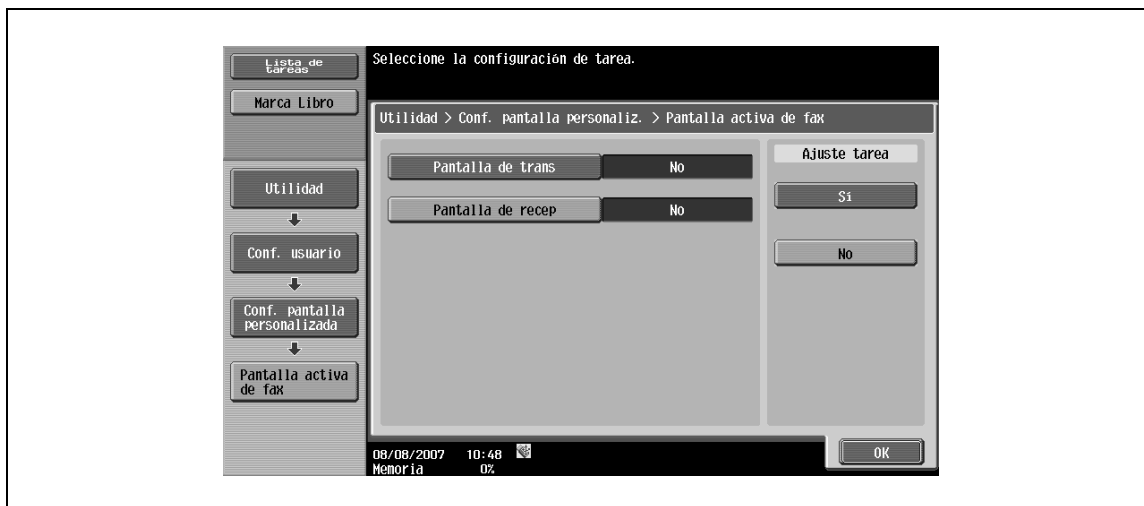 Lista de
tareas
Marca Libro
Utilidad
Conf. usuario
Conf. pantalla
personalizada
Pantalla activa
de fax
Seleccione la configuración de tarea.
Utilidad > Conf. pantalla personaliz. > Pantalla activa de fax
Pantalla de trans No
Pantalla de recep No
Ajuste tarea
Sí
No
08/08/2007 10:48
Memoria 0%
OK